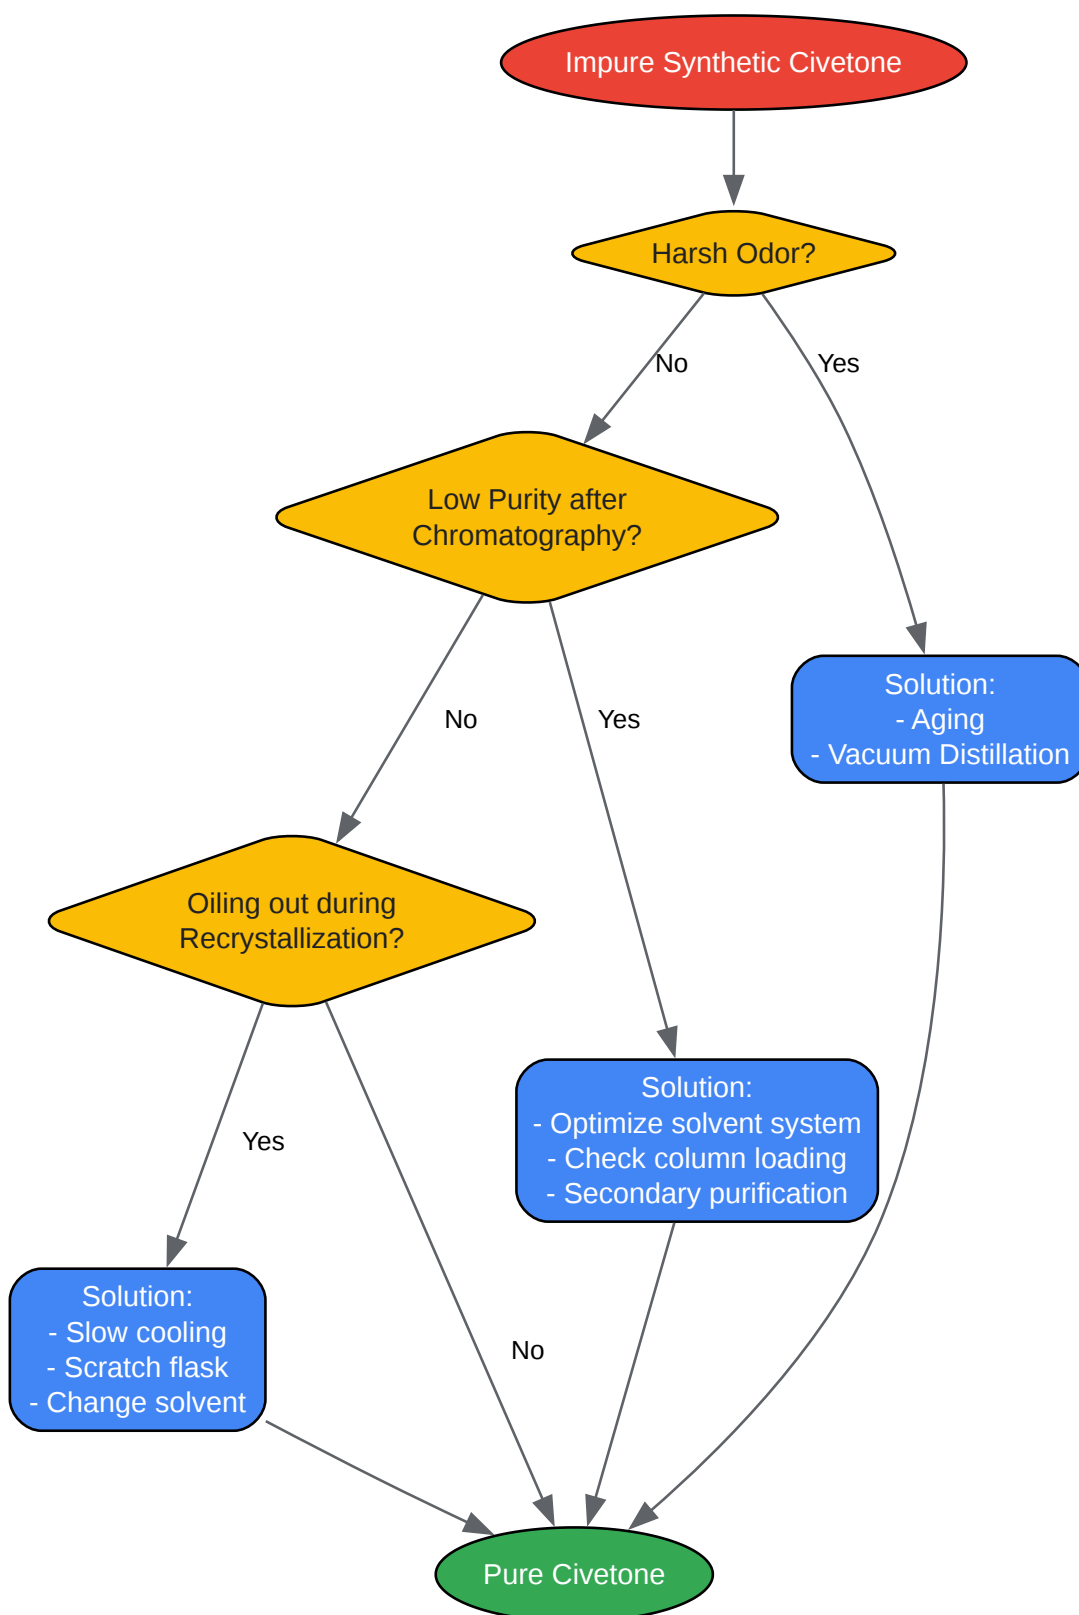 Impure Synthetic Civetone
Harsh Odor?
No
Yes
Low Purity after
Chromatography?
No
Yes
Solution:
- Aging
- Vacuum Distillation
Oiling out during
Recrystallization?
Yes
No
Solution:
- Optimize solvent system
- Check column loading
- Secondary purification
Solution:
- Slow cooling
- Scratch flask
- Change solvent
Pure Civetone